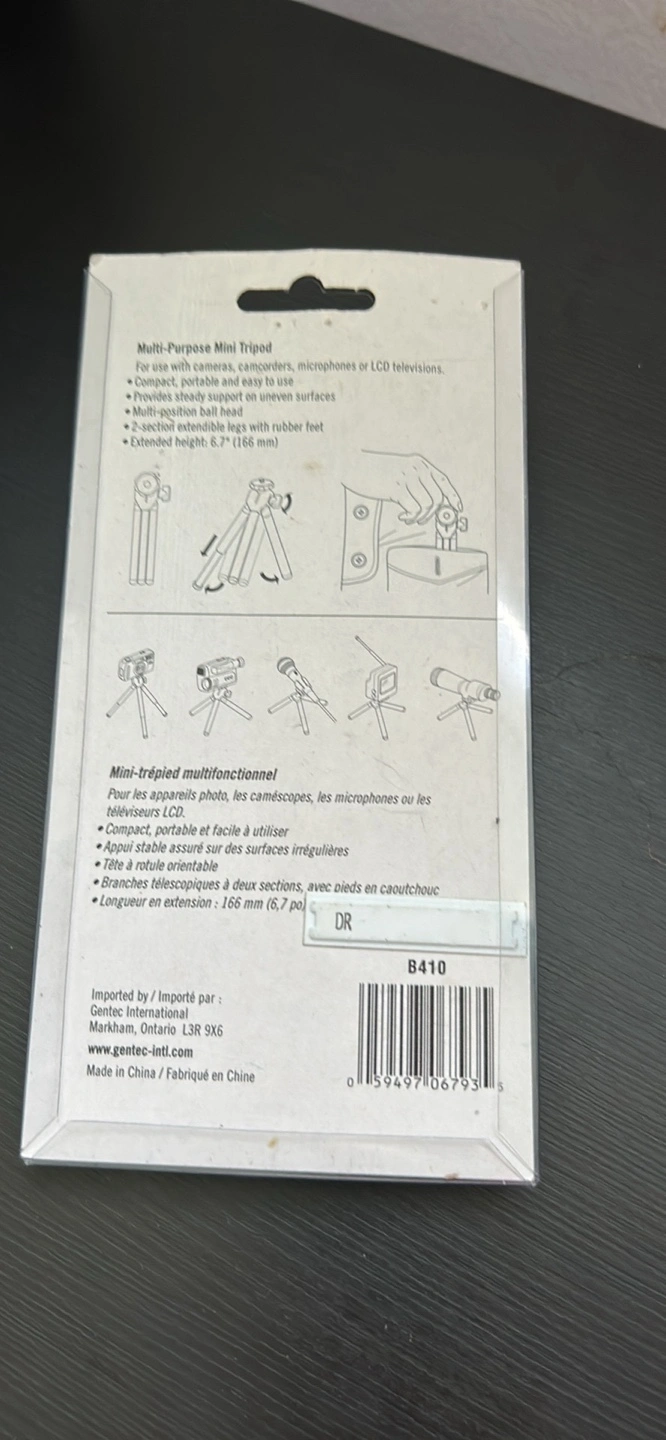 Multi-Purpose Mini Tripod
For use with cameras, camcorders, microphones or LCD televisions.
• Compact, portable and easy to use
• Provides steady support on uneven surfaces
• Multi-position ball head
• 2-section extendible legs with rubber feet
• Extended height: 6.7" (166 mm)
Mini-trépied multifonctionnel
Pour les appareils photo, les caméscopes, les microphones ou les
téléviseurs LCD.
• Compact, portable et facile à utiliser
• Appui stable assuré sur des surfaces irrégulières
• Tête à rotule orientable
• Branches télescopiques à deux sections, avec pieds en caoutchouc
• Longueur en extension : 166 mm (6,7 po)
DR
B410
Imported by / Importé par :
Gentec International
Markham, Ontario L3R 9X6
www.gentec-intl.com
Made in China / Fabriqué en Chine
0 59497 06793 5